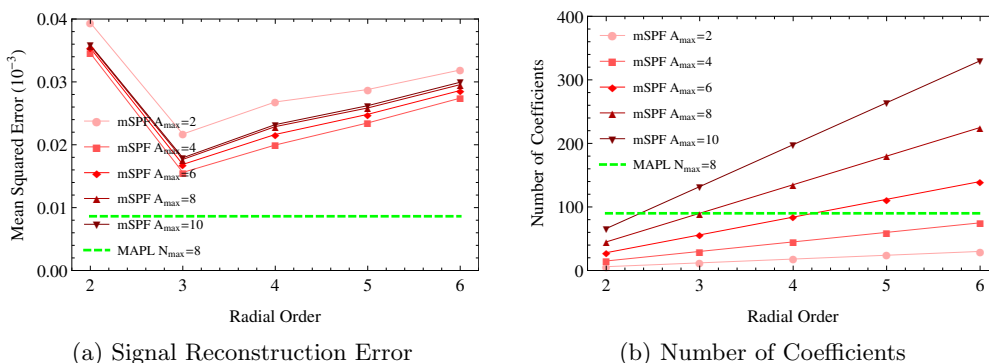 Mean Squared Error (10⁻³)
0.04
0.03
0.02
0.01
0.00
mSPF Amax=2
mSPF Amax=4
mSPF Amax=6
mSPF Amax=8
mSPF Amax=10
MAPL Nmax=8
2 3 4 5 6
Radial Order
(a) Signal Reconstruction Error
Number of Coefficients
400
300
200
100
0
mSPF Amax=2
mSPF Amax=4
mSPF Amax=6
mSPF Amax=8
mSPF Amax=10
MAPL Nmax=8
2 3 4 5 6
Radial Order
(b) Number of Coefficients